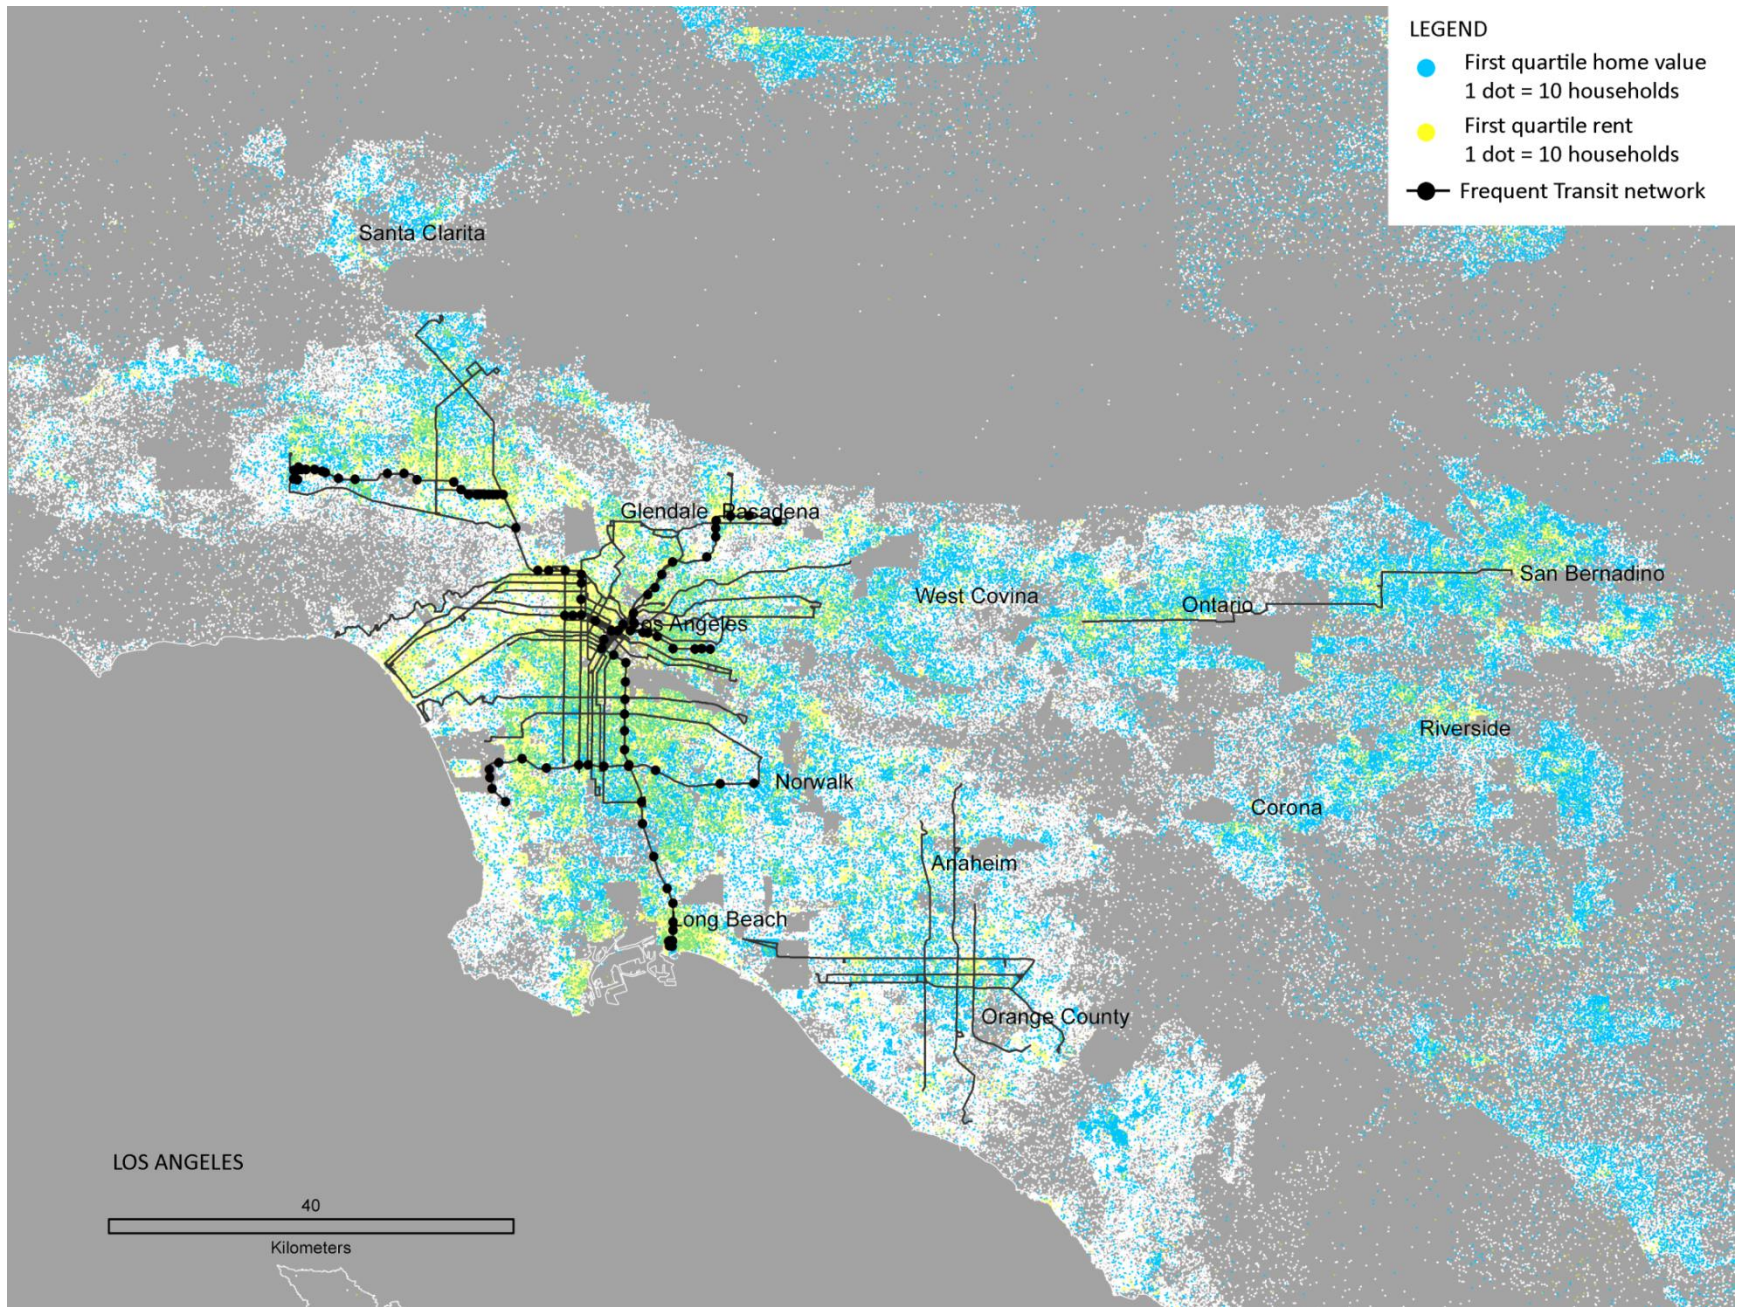 LEGEND
First quartile home value
1 dot = 10 households
First quartile rent
1 dot = 10 households
Frequent Transit network
Santa Clarita
Glendale
Pasadena
San Bernadino
West Covina
Ontario
Los Angeles
Riverside
Norwalk
Corona
Anaheim
Long Beach
Orange County
LOS ANGELES
40
Kilometers